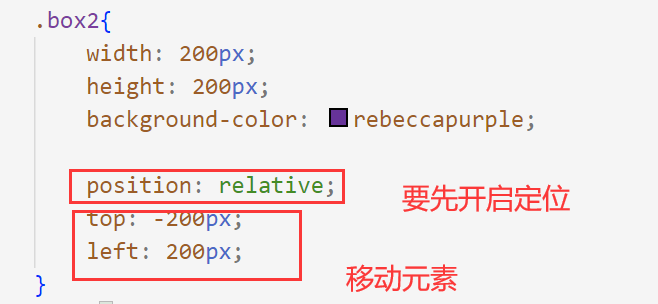 .box2{
width: 200px;
height: 200px;
background-color: rebeccapurple;
position: relative;
要先开启定位
top: -200px;
left: 200px;
移动元素
}